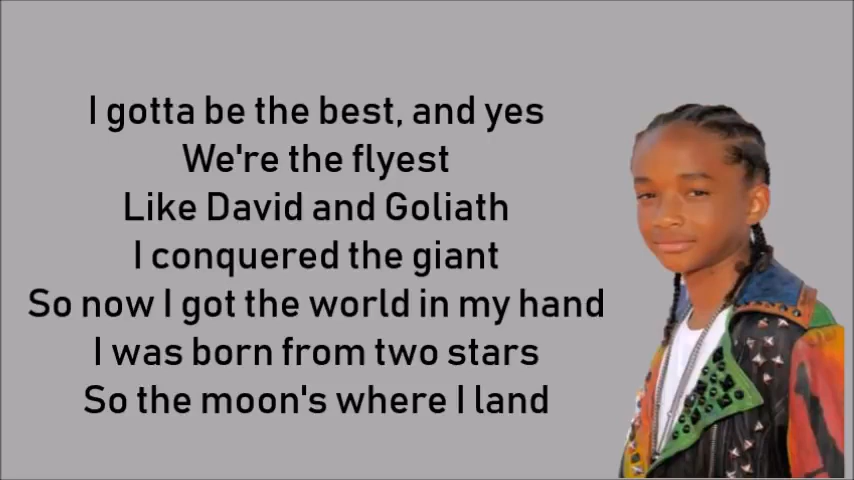 I gotta be the best, and yes
We're the flyest
Like David and Goliath
I conquered the giant
So now I got the world in my hand
I was born from two stars
So the moon's where I land